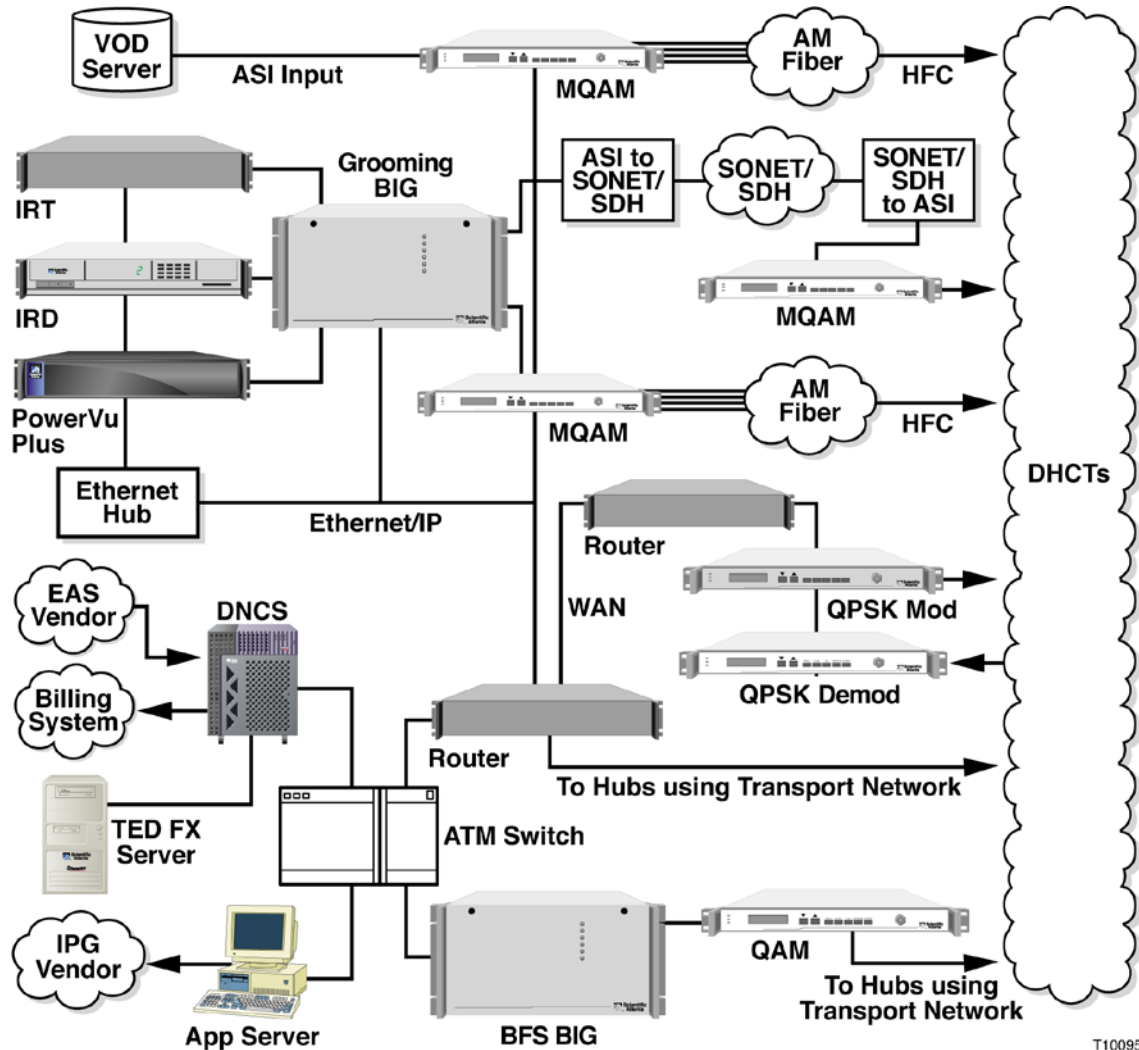 VOD
Server
ASI Input
MQAM
AM
Fiber
HFC
IRT
Grooming
BIG
ASI to
SONET/
SDH
SONET/
SDH
SONET/
SDH
to ASI
IRD
2
Scientific
Atlanta
MQAM
PowerVu
Plus
MQAM
AM
Fiber
HFC
DHCTs
Ethernet
Hub
Ethernet/IP
Router
EAS
Vendor
DNCS
WAN
QPSK Mod
Billing
System
QPSK Demod
Router
To Hubs using Transport Network
TED FX
Server
ATM Switch
IPG
Vendor
App Server
BFS BIG
QAM
To Hubs using
Transport Network
T10095